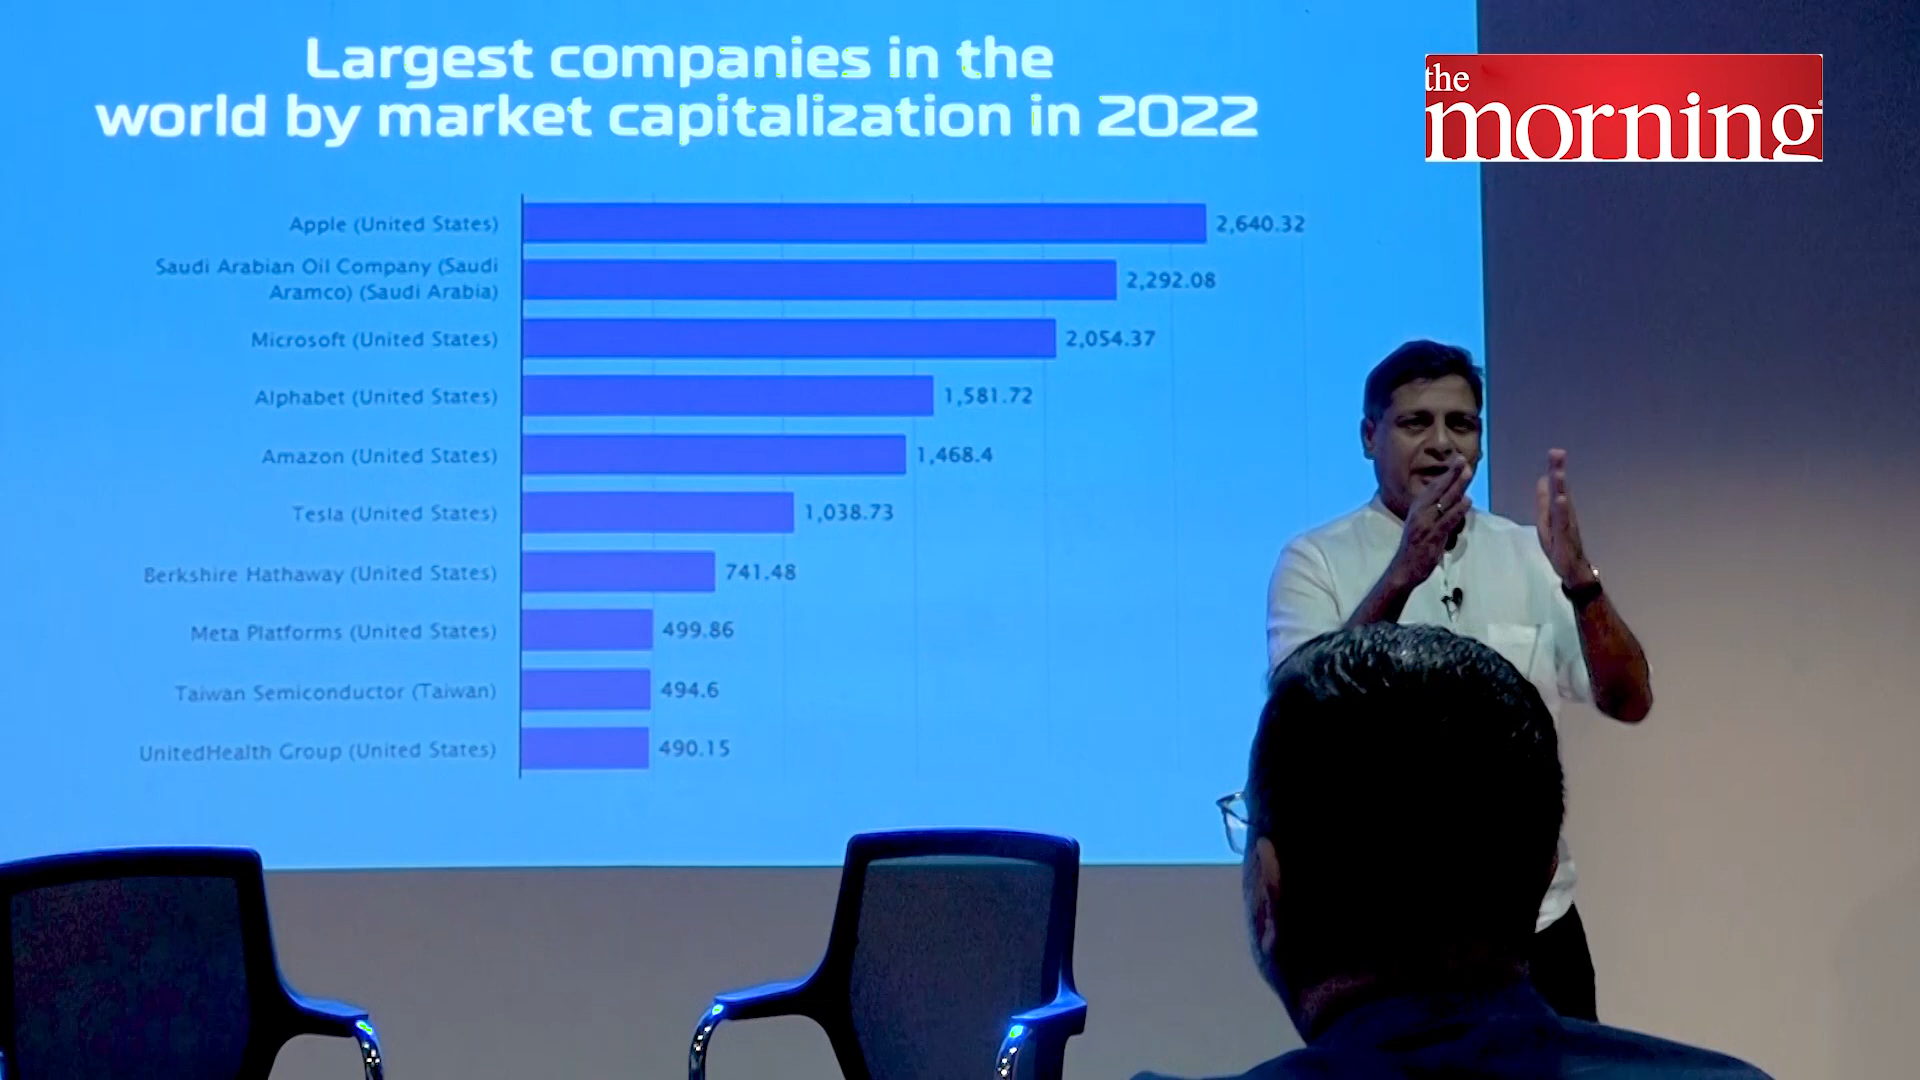 Largest companies in the
world by market capitalization in 2022
the
morning
Apple (United States)
2,640.32
Saudi Arabian Oil Company (Saudi
Aramco) (Saudi Arabia)
2,292.08
Microsoft (United States)
2,054.37
Alphabet (United States)
1,581.72
Amazon (United States)
1,468.4
Tesla (United States)
1,038.73
Berkshire Hathaway (United States)
741.48
Meta Platforms (United States)
499.86
Taiwan Semiconductor (Taiwan)
494.6
UnitedHealth Group (United States)
490.15